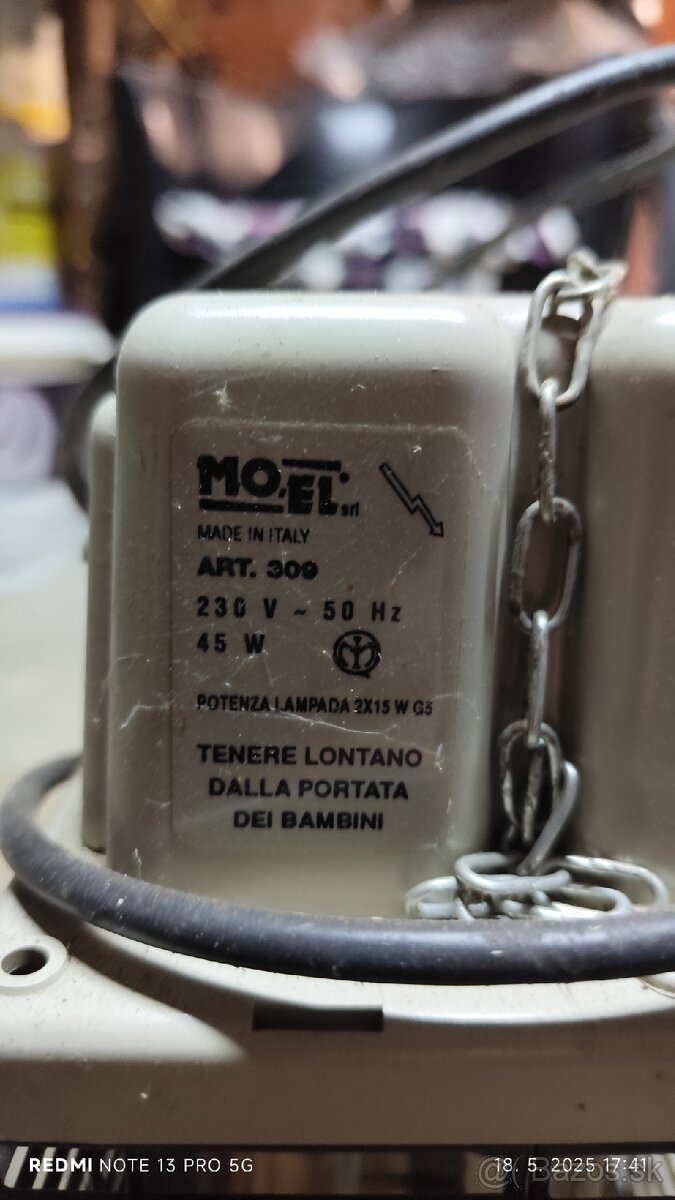 MO-EL srl
MADE IN ITALY
ART. 309
230 V ~ 50 Hz
45 W
POTENZA LAMPADA 2X15 W G5
TENERE LONTANO
DALLA PORTATA
DEI BAMBINI
REDMI NOTE 13 PRO 5G
18. 5. 2025 17:41
Bazos.sk